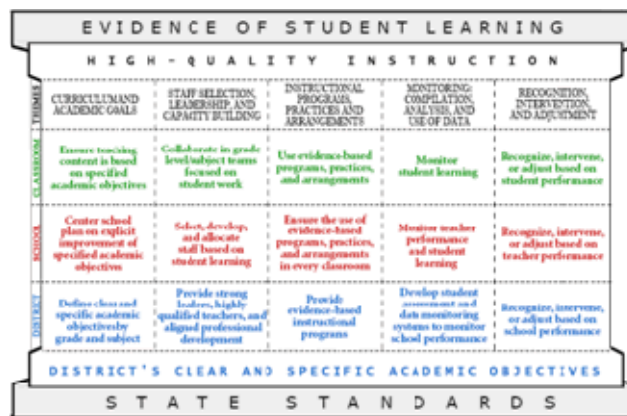 EVIDENCE OF STUDENT LEARNING
HIGH-QUALITY INSTRUCTION
THEMES
CURRICULUM AND
ACADEMIC GOALS
STAFF SELECTION,
LEADERSHIP, AND
CAPACITY BUILDING
INSTRUCTIONAL
PROGRAMS,
PRACTICES AND
ARRANGEMENTS
MONITORING:
COMPILATION,
ANALYSIS, AND
USE OF DATA
RECOGNITION,
INTERVENTION,
AND ADJUSTMENT
CLASSROOM
Ensure teaching
content is based
on specified
academic objectives
Collaborate in grade
level/subject teams
focused on
student work
Use evidence-based
programs, practices,
and arrangements
Monitor
student learning
Recognize, intervene,
or adjust based on
student performance
SCHOOL
Center school
plan on explicit
improvement of
specified academic
objectives
Select, develop,
and allocate
staff based on
student learning
Ensure the use of
evidence-based
programs, practices,
and arrangements
in every classroom
Monitor teacher
performance
and student
learning
Recognize, intervene,
or adjust based on
teacher performance
DISTRICT
Define clear and
specific academic
objectives by
grade and subject
Provide strong
leaders, highly
qualified teachers, and
aligned professional
development
Provide
evidence-based
instructional
programs
Develop student
assessment and
data monitoring
systems to monitor
school performance
Recognize, intervene,
or adjust based on
school performance
DISTRICT'S CLEAR AND SPECIFIC ACADEMIC OBJECTIVES
STATE STANDARDS